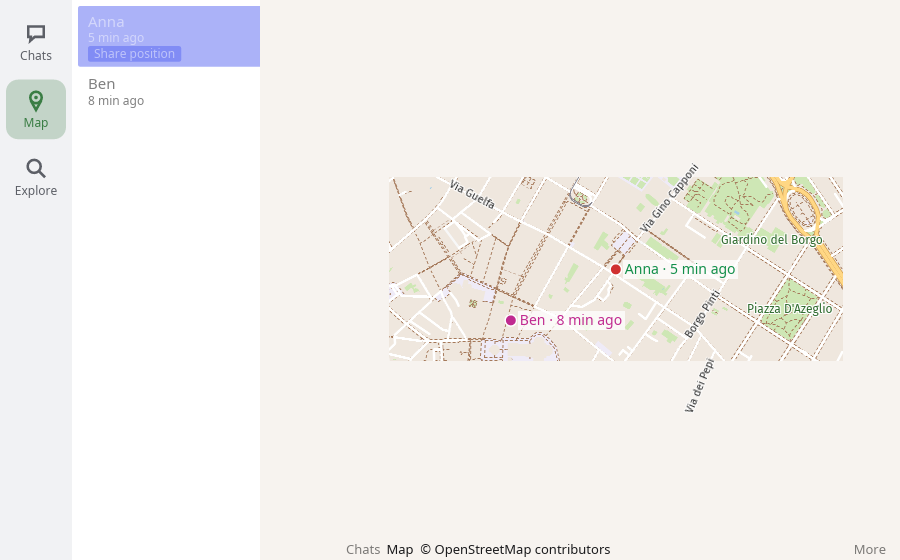 Chats
Map
Explore
Anna
5 min ago
Share position
Ben
8 min ago
Via Guelfa
Via Gino Capponi
Giardino del Borgo
Anna · 5 min ago
Piazza D'Azeglio
Borgo Pinti
Ben · 8 min ago
Via dei Pepi
Chats Map © OpenStreetMap contributors More